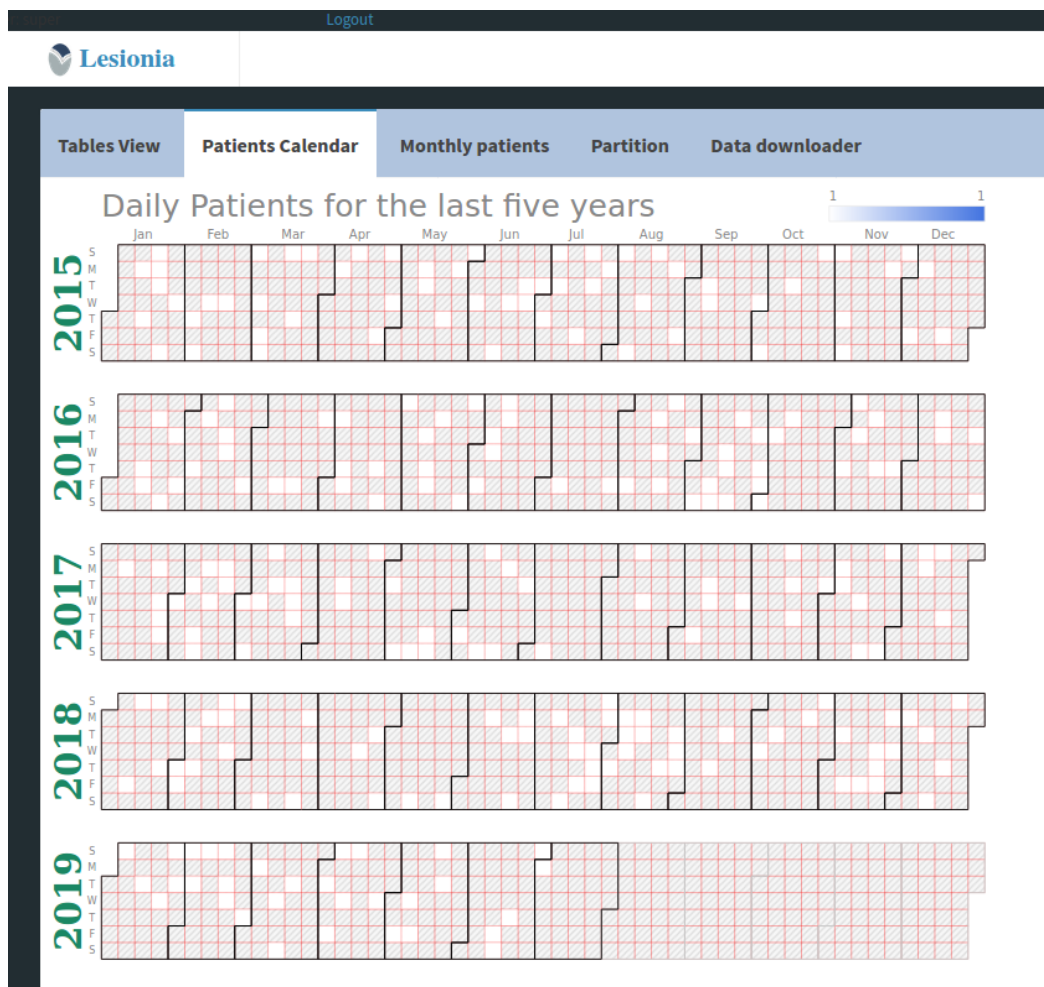 Logout
Lesionia
Tables View Patients Calendar Monthly patients Partition Data downloader
Daily Patients for the last five years
1 1
Jan Feb Mar Apr May Jun Jul Aug Sep Oct Nov Dec
2015
S
M
T
W
T
F
S
2016
S
M
T
W
T
F
S
2017
S
M
T
W
T
F
S
2018
S
M
T
W
T
F
S
2019
S
M
T
W
T
F
S